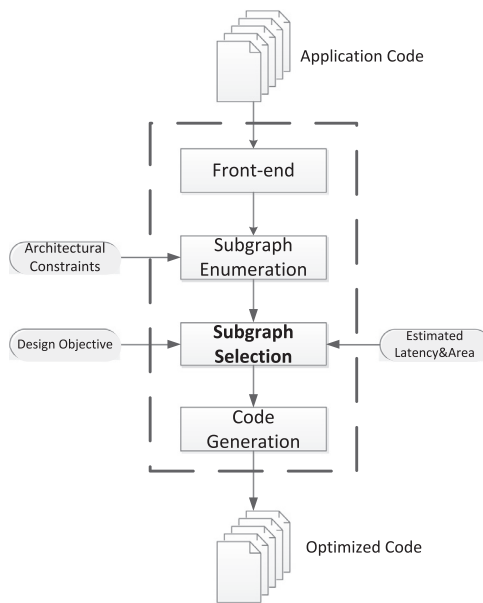 Application Code
Front-end
Architectural
Constraints
Subgraph
Enumeration
Design Objective
Subgraph
Selection
Estimated
Latency&Area
Code
Generation
Optimized Code